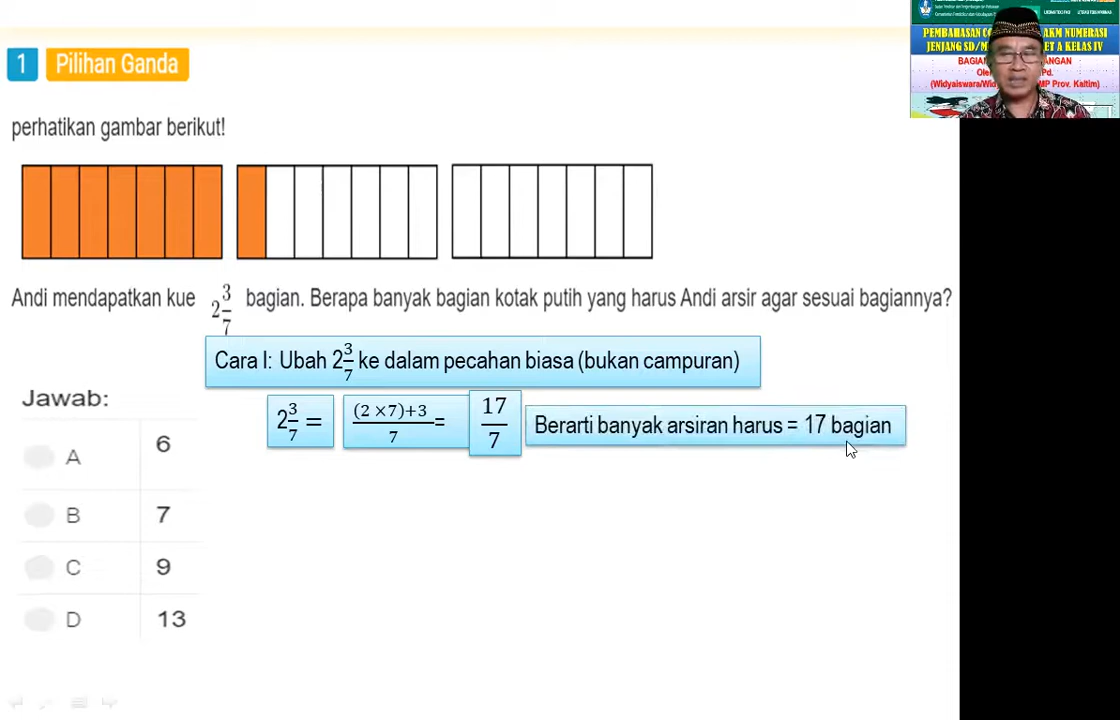 PEMBAHASAN
AKM NUMERASI
JENJANG SD/
ET A KELAS IV
BAGIA
ANGAN
Oleh
Pd.
(Widyaiswara/Wid
MP Prov. Kaltim)
1 Pilihan Ganda
perhatikan gambar berikut!
Andi mendapatkan kue 2 3/7 bagian. Berapa banyak bagian kotak putih yang harus Andi arsir agar sesuai bagiannya?
Cara I: Ubah 2 3/7 ke dalam pecahan biasa (bukan campuran)
2 3/7 = (2 ×7)+3/7 = 17/7 Berarti banyak arsiran harus = 17 bagian
Jawab:
A 6
B 7
C 9
D 13